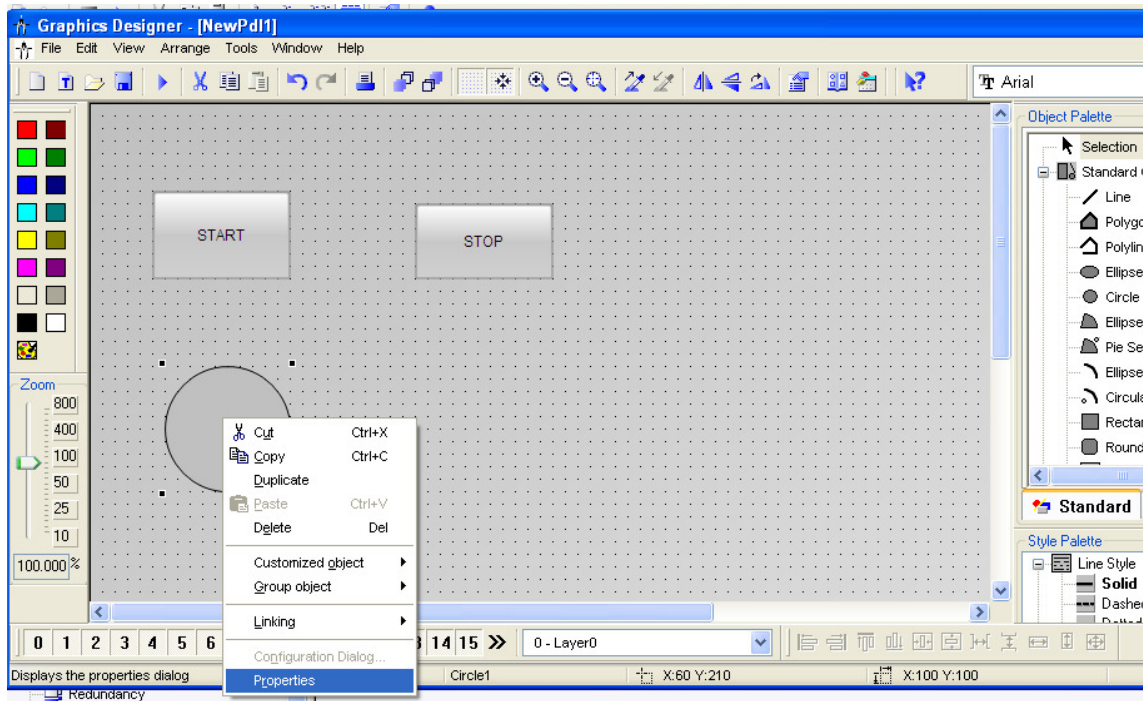 Graphics Designer - [NewPdl1]
File Edit View Arrange Tools Window Help
Arial
Object Palette
Selection
Standard
Line
Polygo
Polylin
Ellipse
Circle
Ellipse
Pie Se
Ellipse
Circula
Rectan
Round
Standard
Style Palette
Line Style
Solid
Dashe
START
STOP
Zoom
800
400
100
50
25
10
100.000 %
Cut Ctrl+X
Copy Ctrl+C
Duplicate
Paste Ctrl+V
Delete Del
Customized object
Group object
Linking
Configuration Dialog...
Properties
0 1 2 3 4 5 6 14 15 0 - Layer0
Displays the properties dialog Circle1 X:60 Y:210 X:100 Y:100
Redundancy